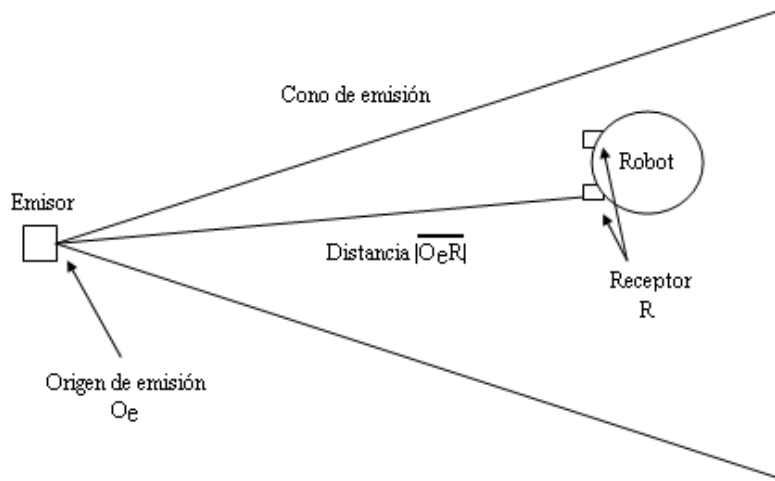 Cono de emisión
Robot
Emisor
Distancia |OeR|
Receptor
R
Origen de emisión
Oe